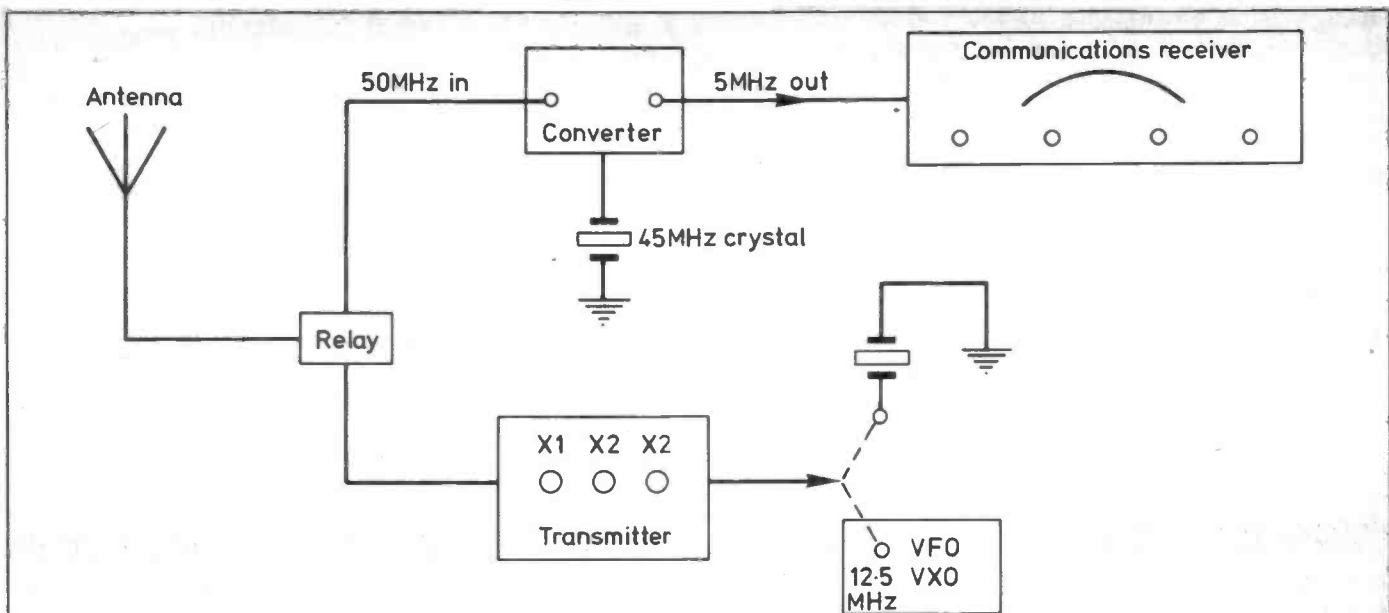 Communications receiver
Antenna
50MHz in
5MHz out
Converter
45MHz crystal
Relay
X1 X2 X2
Transmitter
VFO
12·5 VXO
MHz